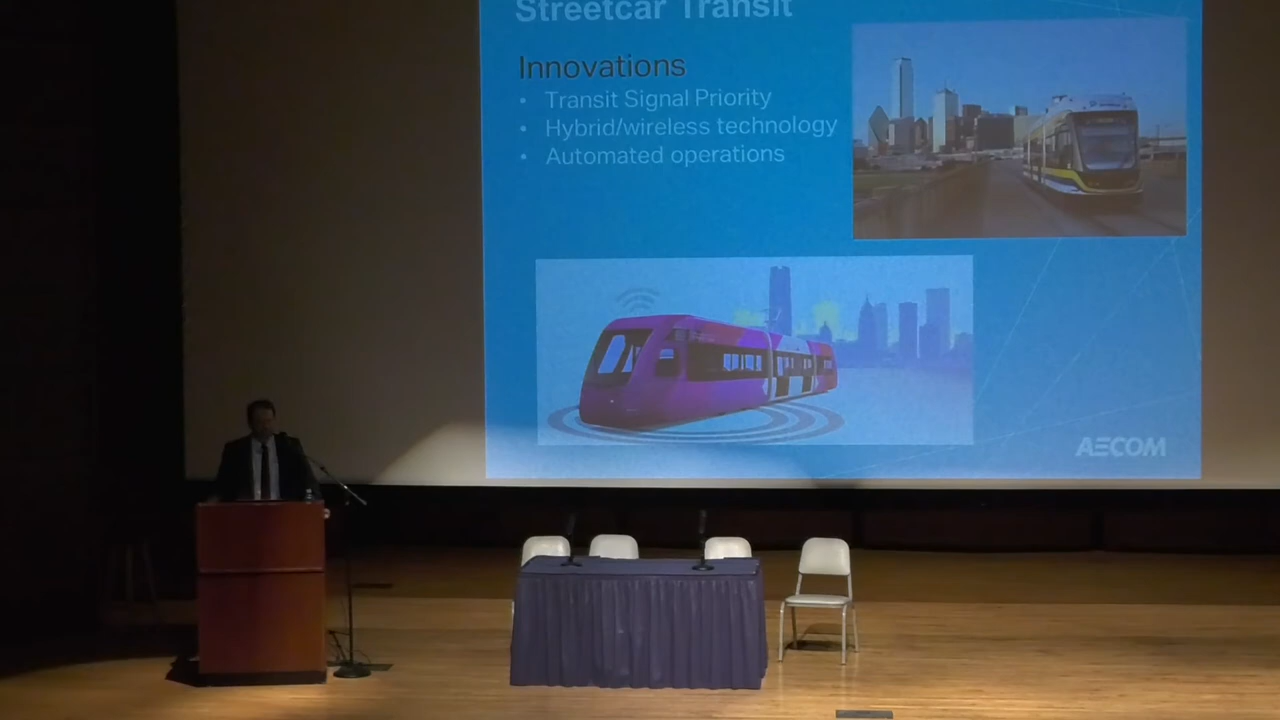 Streetcar Transit
Innovations
• Transit Signal Priority
• Hybrid/wireless technology
• Automated operations
AECOM